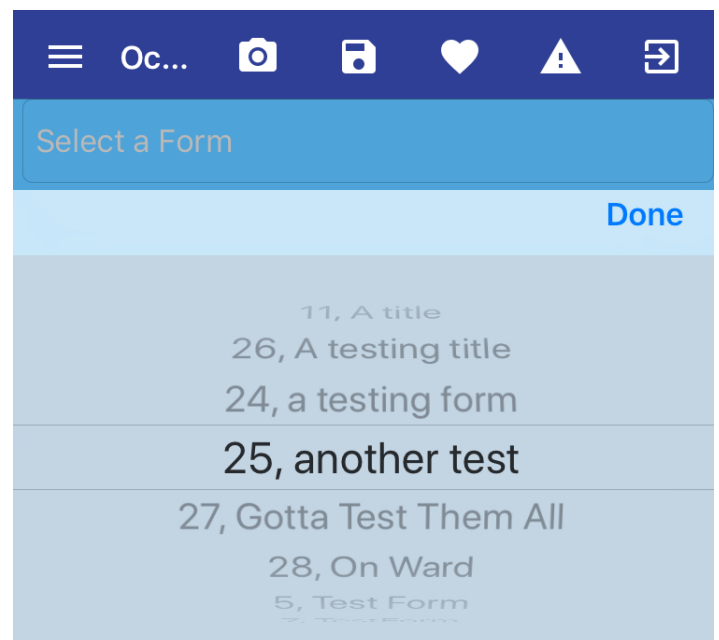 Oc...
Select a Form
Done
11, A title
26, A testing title
24, a testing form
25, another test
27, Gotta Test Them All
28, On Ward
5, Test Form